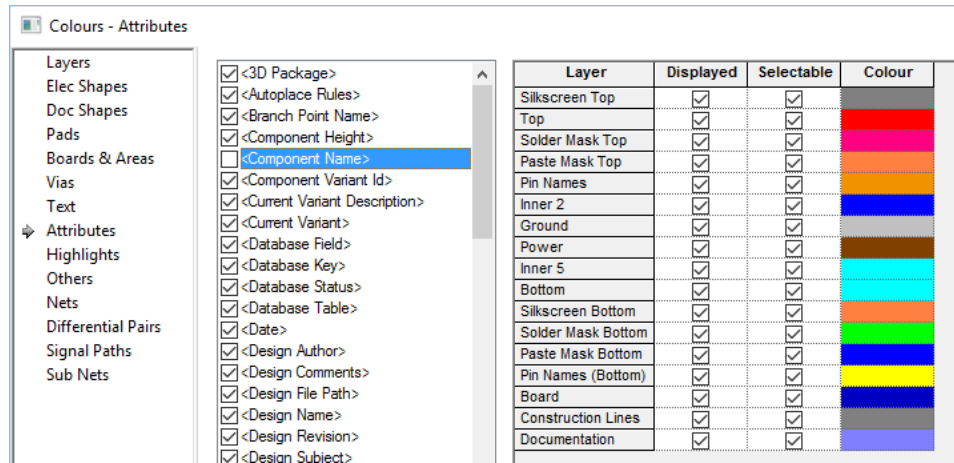 Colours - Attributes
Layers
Elec Shapes
Doc Shapes
Pads
Boards & Areas
Vias
Text
Attributes
Highlights
Others
Nets
Differential Pairs
Signal Paths
Sub Nets
<3D Package>
<Autoplace Rules>
<Branch Point Name>
<Component Height>
<Component Name>
<Component Variant Id>
<Current Variant Description>
<Current Variant>
<Database Field>
<Database Key>
<Database Status>
<Database Table>
<Date>
<Design Author>
<Design Comments>
<Design File Path>
<Design Name>
<Design Revision>
<Design Subject>
Layer Displayed Selectable Colour
Silkscreen Top
Top
Solder Mask Top
Paste Mask Top
Pin Names
Inner 2
Ground
Power
Inner 5
Bottom
Silkscreen Bottom
Solder Mask Bottom
Paste Mask Bottom
Pin Names (Bottom)
Board
Construction Lines
Documentation